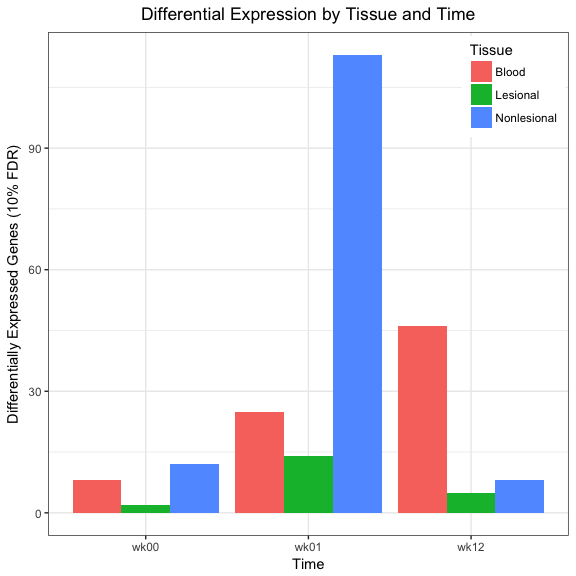 Differential Expression by Tissue and Time
Tissue
Blood
Lesional
Nonlesional
Differentially Expressed Genes (10% FDR)
90
60
30
0
wk00 wk01 wk12
Time